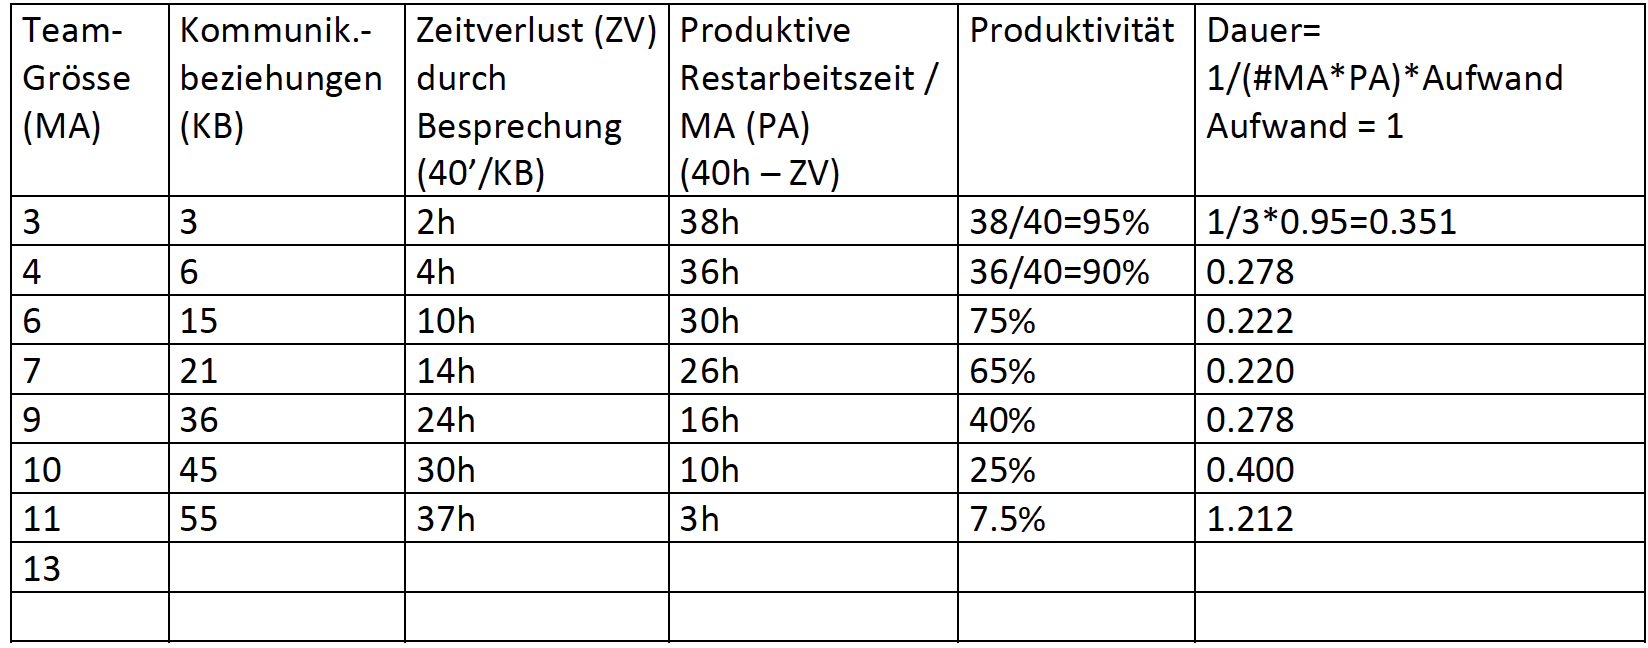 Team-
Grösse
(MA)
Kommunik.-
beziehungen
(KB)
Zeitverlust (ZV)
durch
Besprechung
(40’/KB)
Produktive
Restarbeitszeit /
MA (PA)
(40h – ZV)
Produktivität
Dauer=
1/(#MA*PA)*Aufwand
Aufwand = 1
3 3 2h 38h 38/40=95% 1/3*0.95=0.351
4 6 4h 36h 36/40=90% 0.278
6 15 10h 30h 75% 0.222
7 21 14h 26h 65% 0.220
9 36 24h 16h 40% 0.278
10 45 30h 10h 25% 0.400
11 55 37h 3h 7.5% 1.212
13